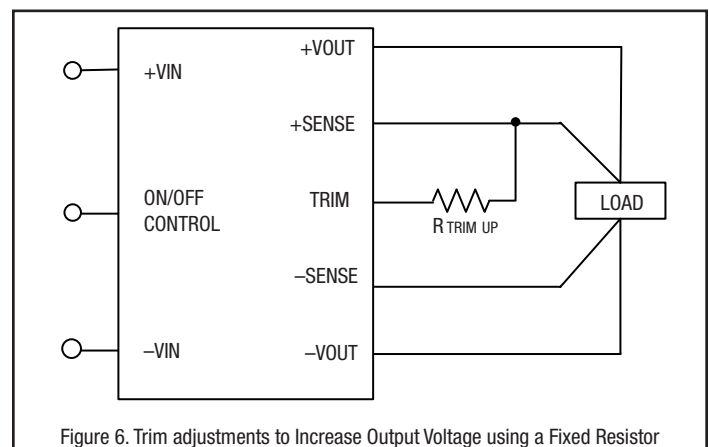 +VOUT
+VIN
+SENSE
ON/OFF
CONTROL
TRIM
R TRIM UP
LOAD
–SENSE
–VIN
–VOUT
Figure 6. Trim adjustments to Increase Output Voltage using a Fixed Resistor